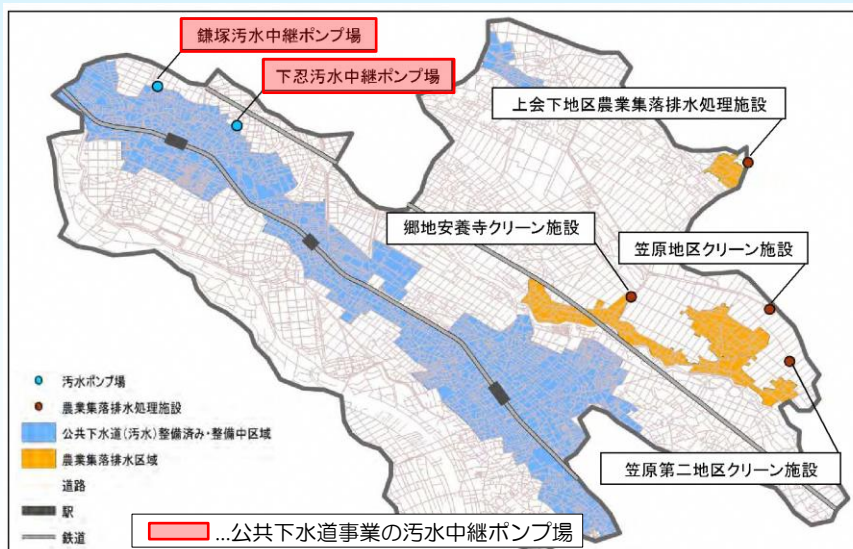 鎌塚汚水中継ポンプ場
下忍汚水中継ポンプ場
上会下地区農業集落排水処理施設
郷地安養寺クリーン施設
笠原地区クリーン施設
笠原第二地区クリーン施設
汚水ポンプ場
農業集落排水処理施設
公共下水道(汚水)整備済み・整備中区域
農業集落排水区域
道路
駅
鉄道
...公共下水道事業の汚水中継ポンプ場